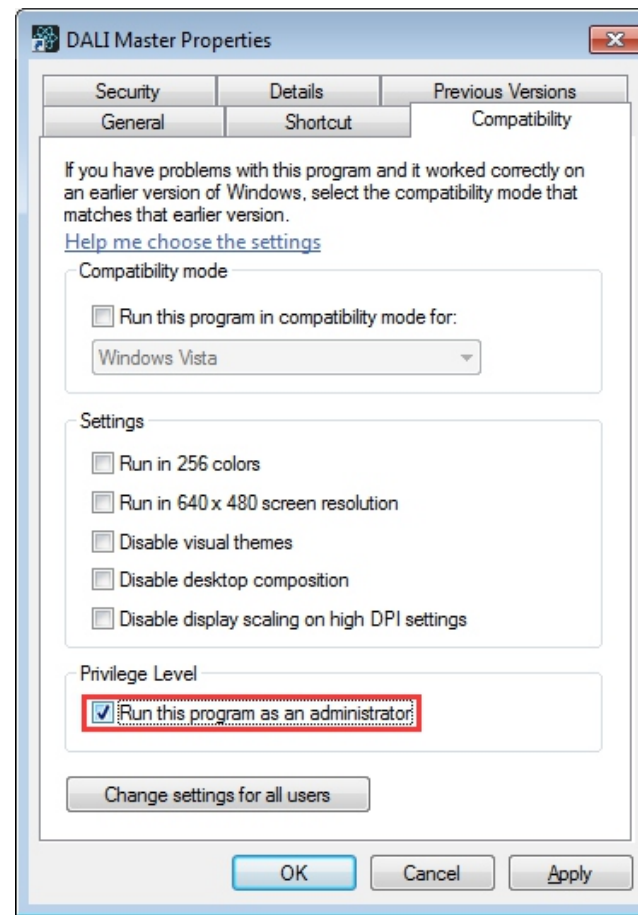 DALI Master Properties
Security Details Previous Versions
General Shortcut Compatibility
If you have problems with this program and it worked correctly on
an earlier version of Windows, select the compatibility mode that
matches that earlier version.
Help me choose the settings
Compatibility mode
Run this program in compatibility mode for:
Windows Vista
Settings
Run in 256 colors
Run in 640 x 480 screen resolution
Disable visual themes
Disable desktop composition
Disable display scaling on high DPI settings
Privilege Level
Run this program as an administrator
Change settings for all users
OK Cancel Apply